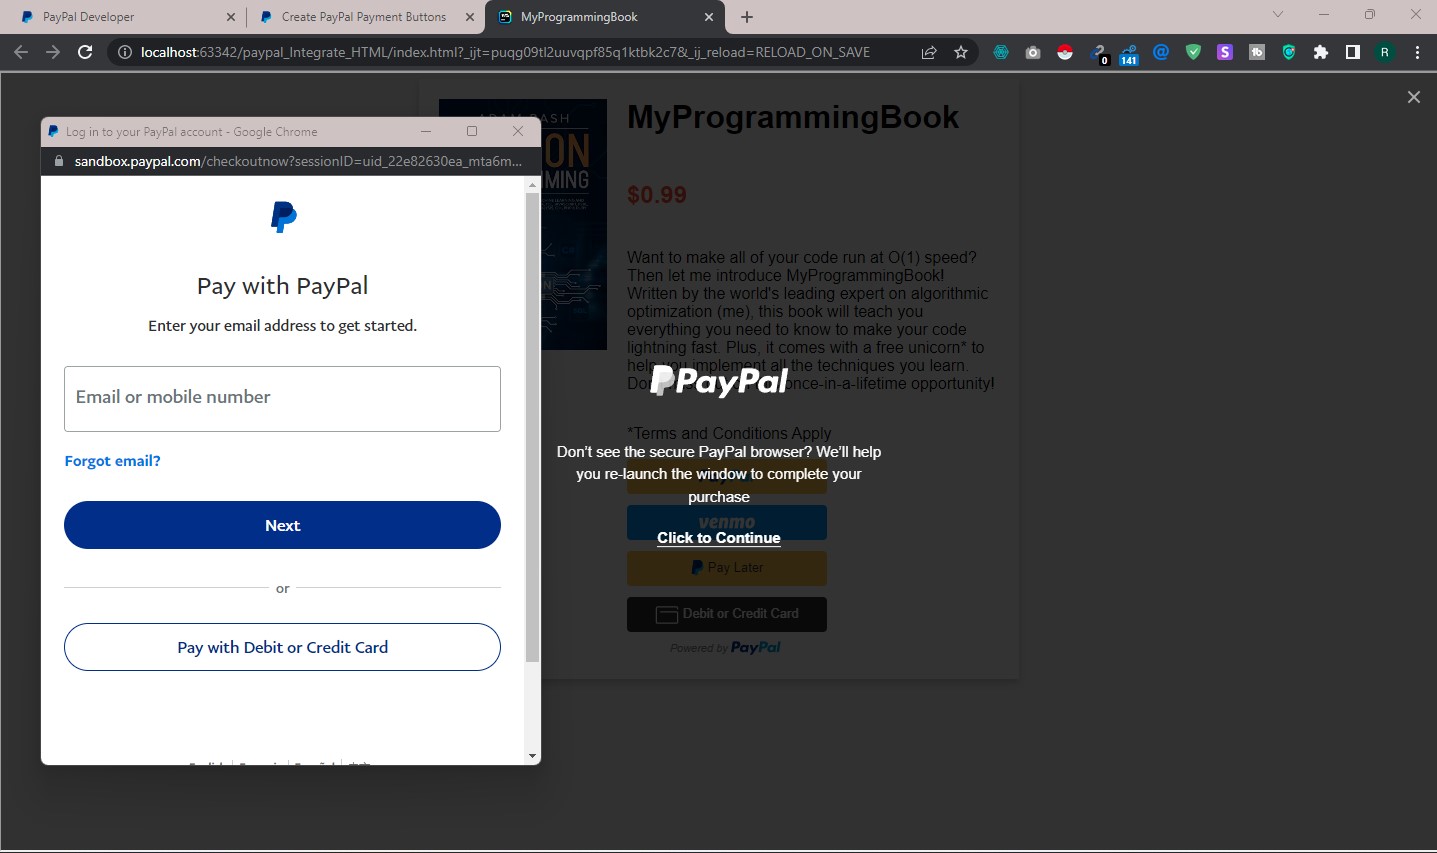 PayPal Developer
Create PayPal Payment Buttons
MyProgrammingBook
localhost:63342/paypal_Integrate_HTML/index.html?_ijt=puqg09tl2uuvqpf85q1ktbk2c7&_ij_reload=RELOAD_ON_SAVE
0
141
R
Log in to your PayPal account - Google Chrome
sandbox.paypal.com/checkoutnow?sessionID=uid_22e82630ea_mta6m...
Pay with PayPal
Enter your email address to get started.
Email or mobile number
Forgot email?
Next
or
Pay with Debit or Credit Card
MyProgrammingBook
$0.99
Want to make all of your code run at O(1) speed?
Then let me introduce MyProgrammingBook!
Written by the world's leading expert on algorithmic
optimization (me), this book will teach you
everything you need to know to make your code
lightning fast. Plus, it comes with a free unicorn* to
help you implement all the techniques you learn.
once-in-a-lifetime opportunity!
PayPal
*Terms and Conditions Apply
Don't see the secure PayPal browser? We'll help
you re-launch the window to complete your
purchase
venmo
Click to Continue
Pay Later
Debit or Credit Card
Powered by PayPal